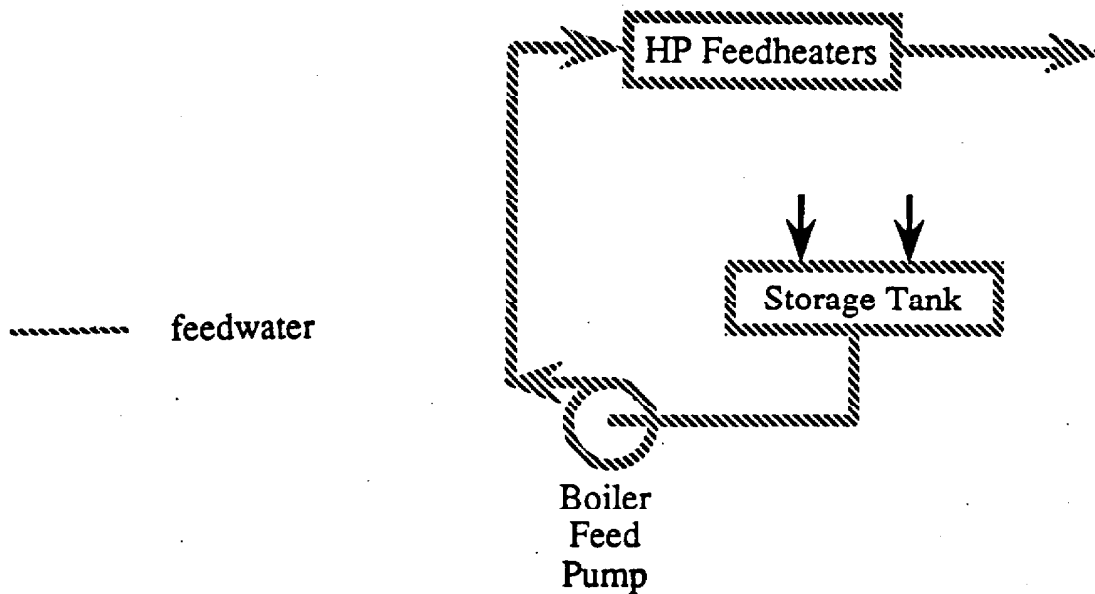 HP Feedheaters
Storage Tank
feedwater
Boiler
Feed
Pump